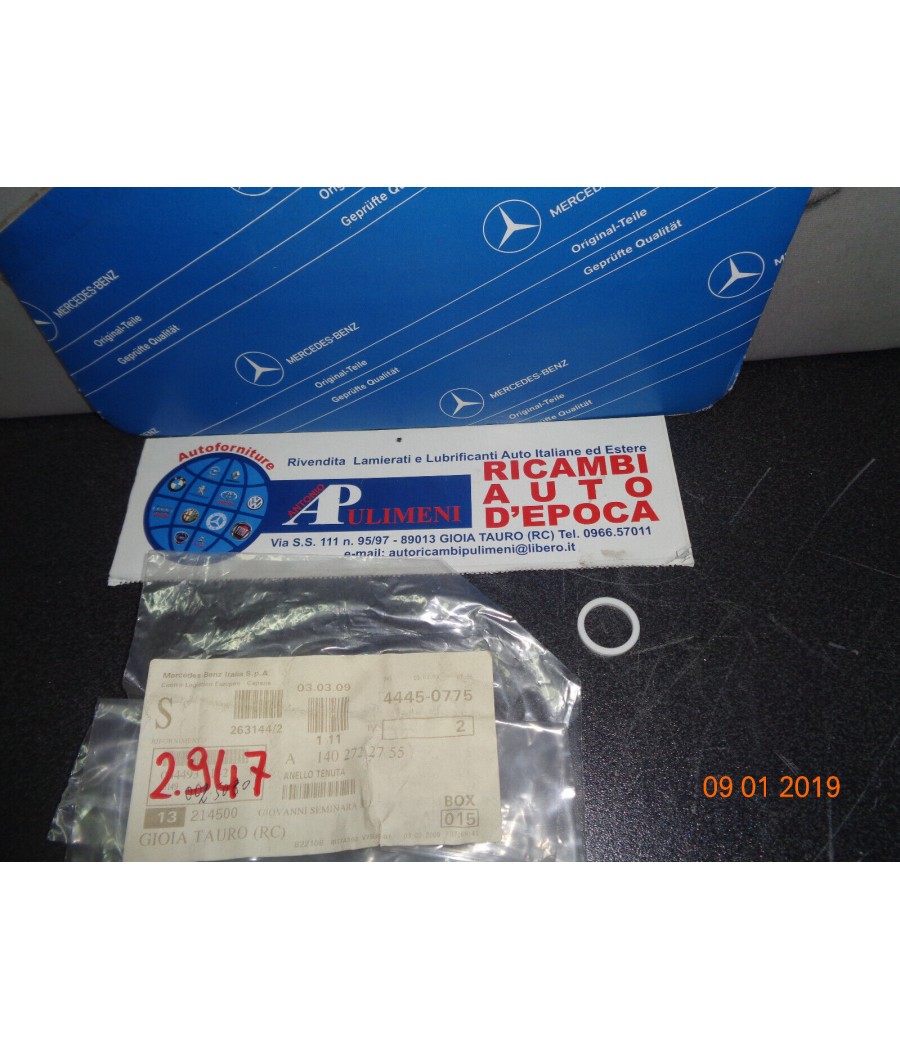 Original-Teile
Geprüfte Qualität
MERCEDES-BENZ
Original-Teile
Geprüfte Qualität
MERCEDES-BENZ
Original-Teile
Geprüfte Qualität
MERCEDES-BENZ
Original-Teile
Geprüfte Qualität
MERCEDES-BENZ
Original-Teile
Geprüfte Qualität
Autoforniture
Rivendita Lamierati e Lubrificanti Auto Italiane ed Estere
ANTONIO PULIMENI
RICAMBI
AUTO
D'EPOCA
Via S.S. 111 n. 95/97 - 89013 GIOIA TAURO (RC) Tel. 0966.57011
e-mail: autoricambipulimeni@libero.it
Mercedes Benz Italia S.p.A.
03.03.09
4445-0775
S
263144/2
2
1 11
A 140 272 27 55
2.947
ANELLO TENUTA
13 214500
GIOVANNI SEMINARA
BOX
015
GIOIA TAURO (RC)
09 01 2019